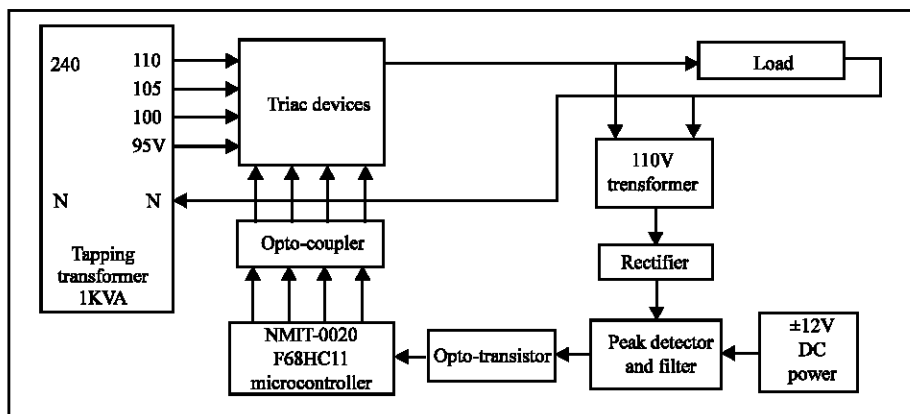 240
110
105
100
95V
N
N
Tapping
transformer
1KVA
Triac devices
Load
110V
trensformer
Opto-coupler
Rectifier
NMIT-0020
F68HC11
microcontroller
Opto-transistor
Peak detector
and filter
±12V
DC
power